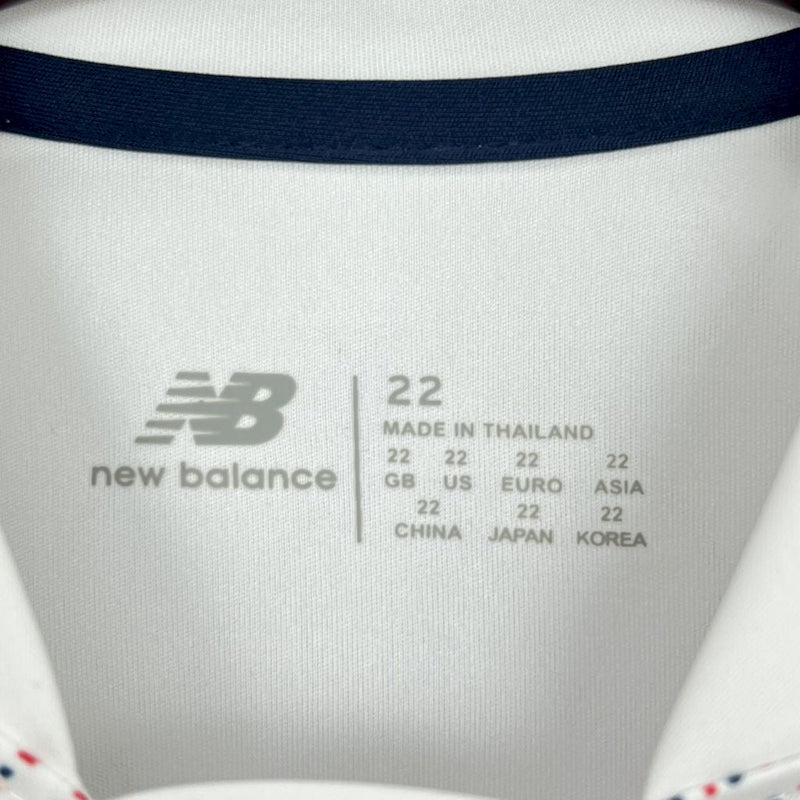 NB
new balance
22
MADE IN THAILAND
22 22 22 22
GB US EURO ASIA
22 22 22
CHINA JAPAN KOREA